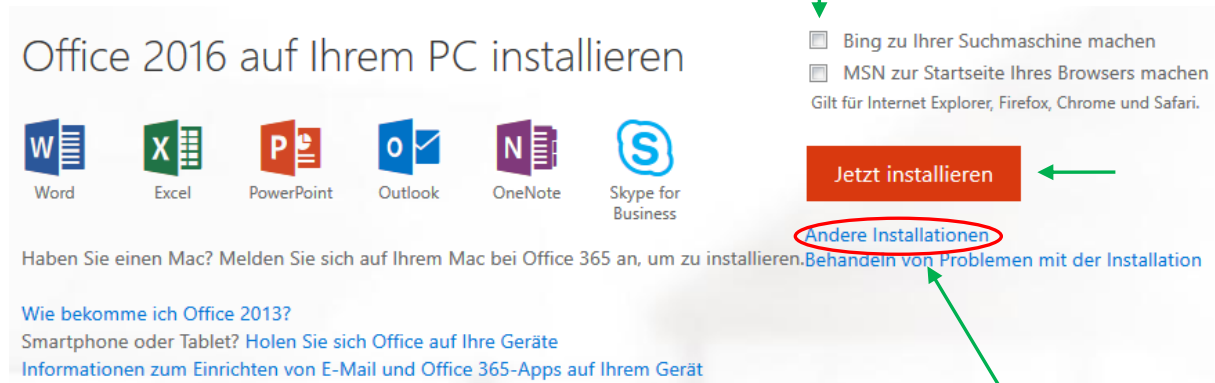 Office 2016 auf Ihrem PC installieren
W
X
P
O
N
S
Word
Excel
PowerPoint
Outlook
OneNote
Skype for
Business
Haben Sie einen Mac? Melden Sie sich auf Ihrem Mac bei Office 365 an, um zu installieren.
Wie bekomme ich Office 2013?
Smartphone oder Tablet? Holen Sie sich Office auf Ihre Geräte
Informationen zum Einrichten von E-Mail und Office 365-Apps auf Ihrem Gerät
Bing zu Ihrer Suchmaschine machen
MSN zur Startseite Ihres Browsers machen
Gilt für Internet Explorer, Firefox, Chrome und Safari.
Jetzt installieren
Andere Installationen
Behandeln von Problemen mit der Installation